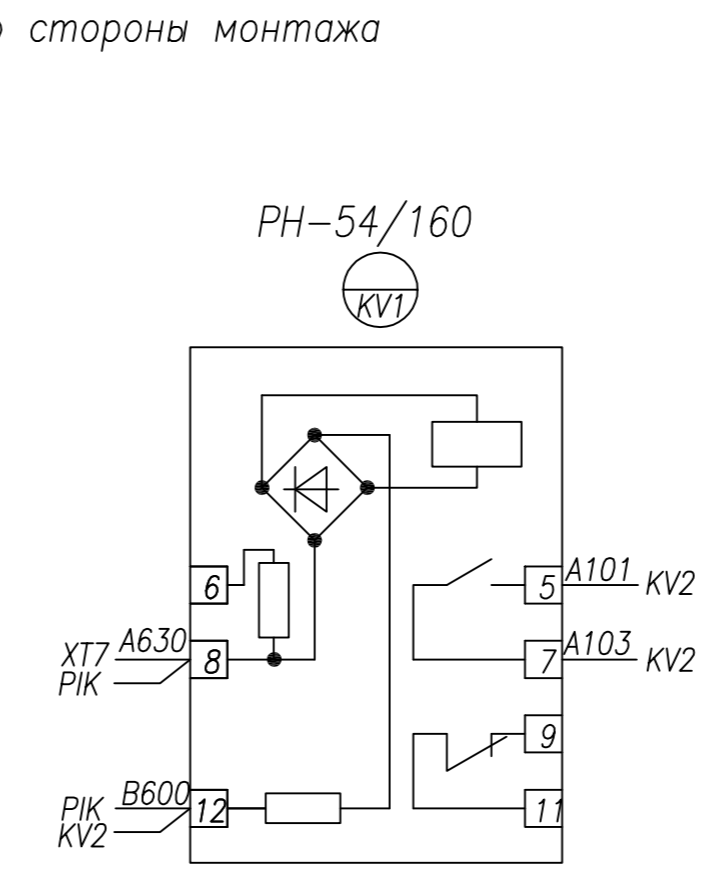 стороны монтажа
РН-54/160
KV1
6
5
A101
KV2
XT7
A630
8
7
A103
KV2
PIK
9
PIK
B600
12
11
KV2